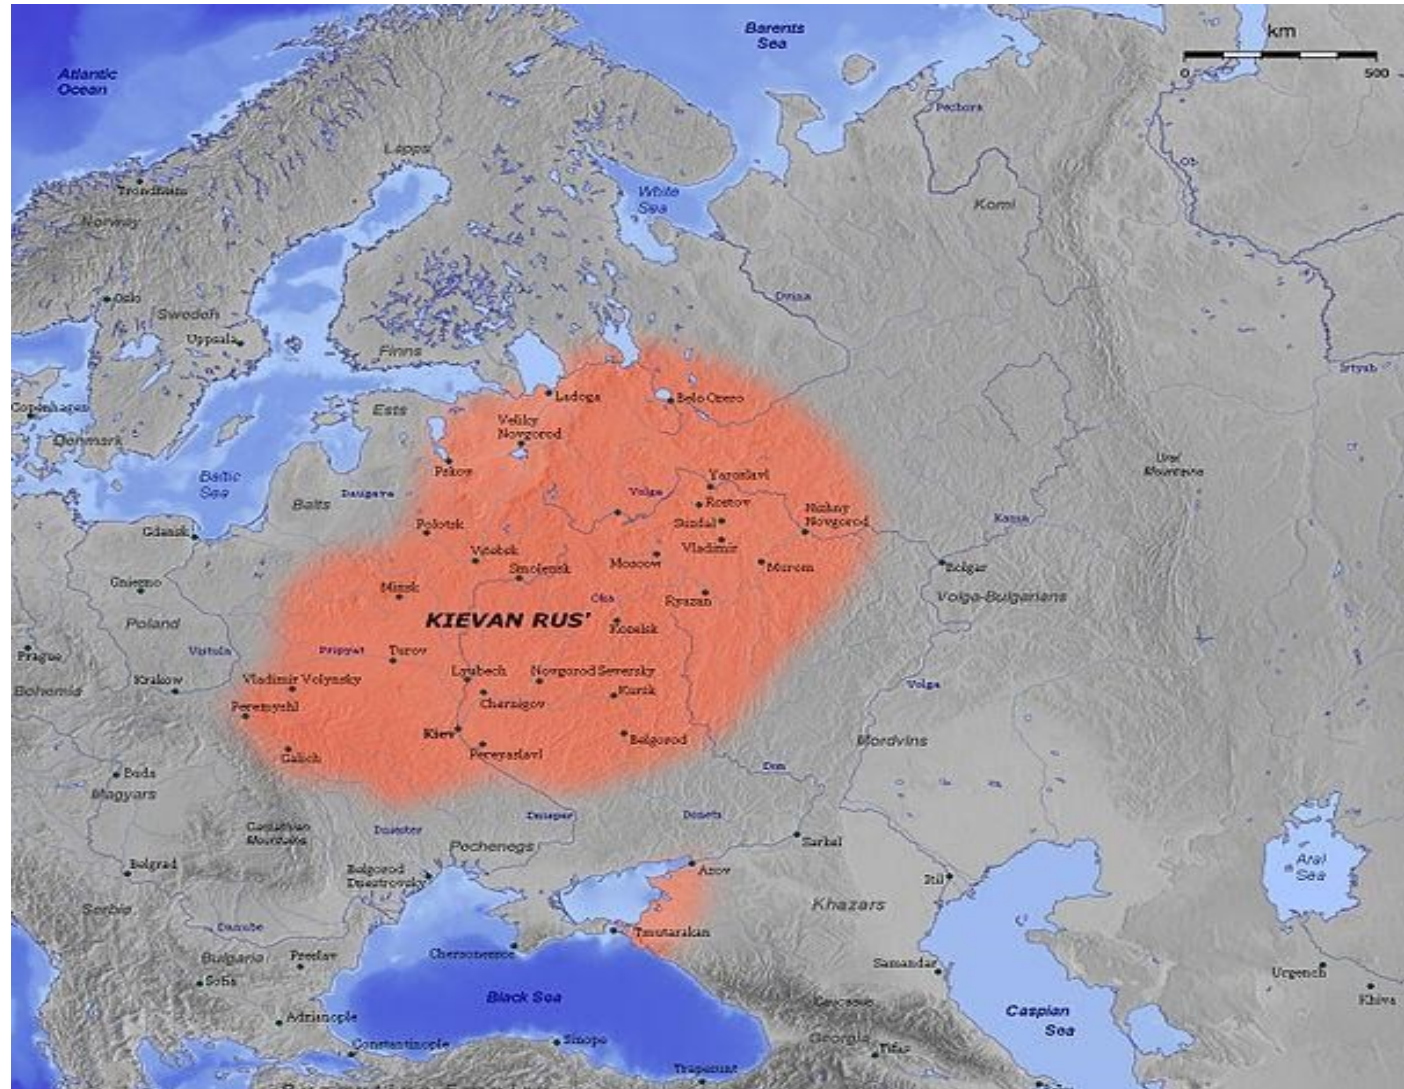 Barents
Sea
km
0 500
Atlantic
Ocean
Pechora
Lapps
Ob
Trondheim
White
Sea
Norway
Komi
Dvina
Oslo
Sweden
Uppsala
Finns
Irtysh
Ladoga
Belo Ozero
Copenhagen
Ests
Veliky
Novgorod
Denmark
Pskov
Ural
Mountains
Baltic
Sea
Yaroslavl
Balts
Daugava
Volga
Rostov
Nizhny
Novgorod
Suzdal
Kama
Gdansk
Polotsk
Vladimir
Vitebsk
Moscow
Smolensk
Murom
Bolgar
Gniezno
Minsk
Oka
Ryazan
Volga-Bulgarians
KIEVAN RUS'
Poland
Kozelsk
Prague
Vistula
Pripyat
Turov
Krakow
Vladimir Volynsky
Lyubech
Novgorod Seversky
Volga
Bohemia
Kursk
Peremyshl
Chernigov
Kiev
Belgorod
Mordvins
Galich
Pereyaslavl
Don
Buda
Magyars
Dnieper
Donets
Carpathian
Mountains
Dniester
Pechenegs
Sarkel
Belgrad
Belgorod
Dnestrovsky
Azov
Itil
Aral
Sea
Serbia
Khazars
Danube
Tmutarakan
Bulgaria
Preslav
Chersonessos
Samandar
Urgench
Sofia
Black Sea
Caucasus
Khiva
Adrianople
Caspian
Sea
Constantinople
Sinope
Georgia
Tiflis
Trapezunt